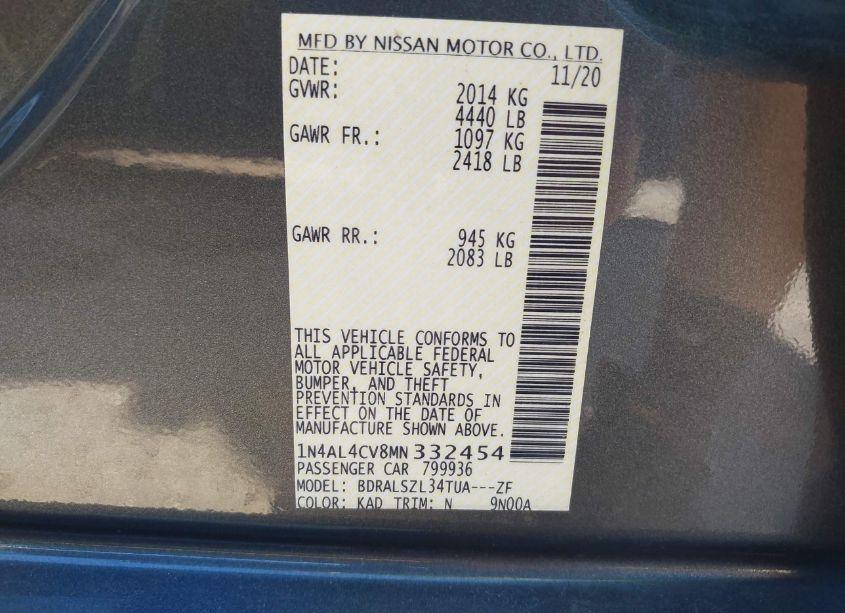 MFD BY NISSAN MOTOR CO., LTD.
DATE: 11/20
GVWR: 2014 KG
4440 LB
GAWR FR.: 1097 KG
2418 LB
GAWR RR.: 945 KG
2083 LB
THIS VEHICLE CONFORMS TO
ALL APPLICABLE FEDERAL
MOTOR VEHICLE SAFETY,
BUMPER, AND THEFT
PREVENTION STANDARDS IN
EFFECT ON THE DATE OF
MANUFACTURE SHOWN ABOVE.
1N4AL4CV8MN 332454
PASSENGER CAR 799936
MODEL: BDRALSZL34TUA---ZF
COLOR: KAD TRIM: N 9N00A